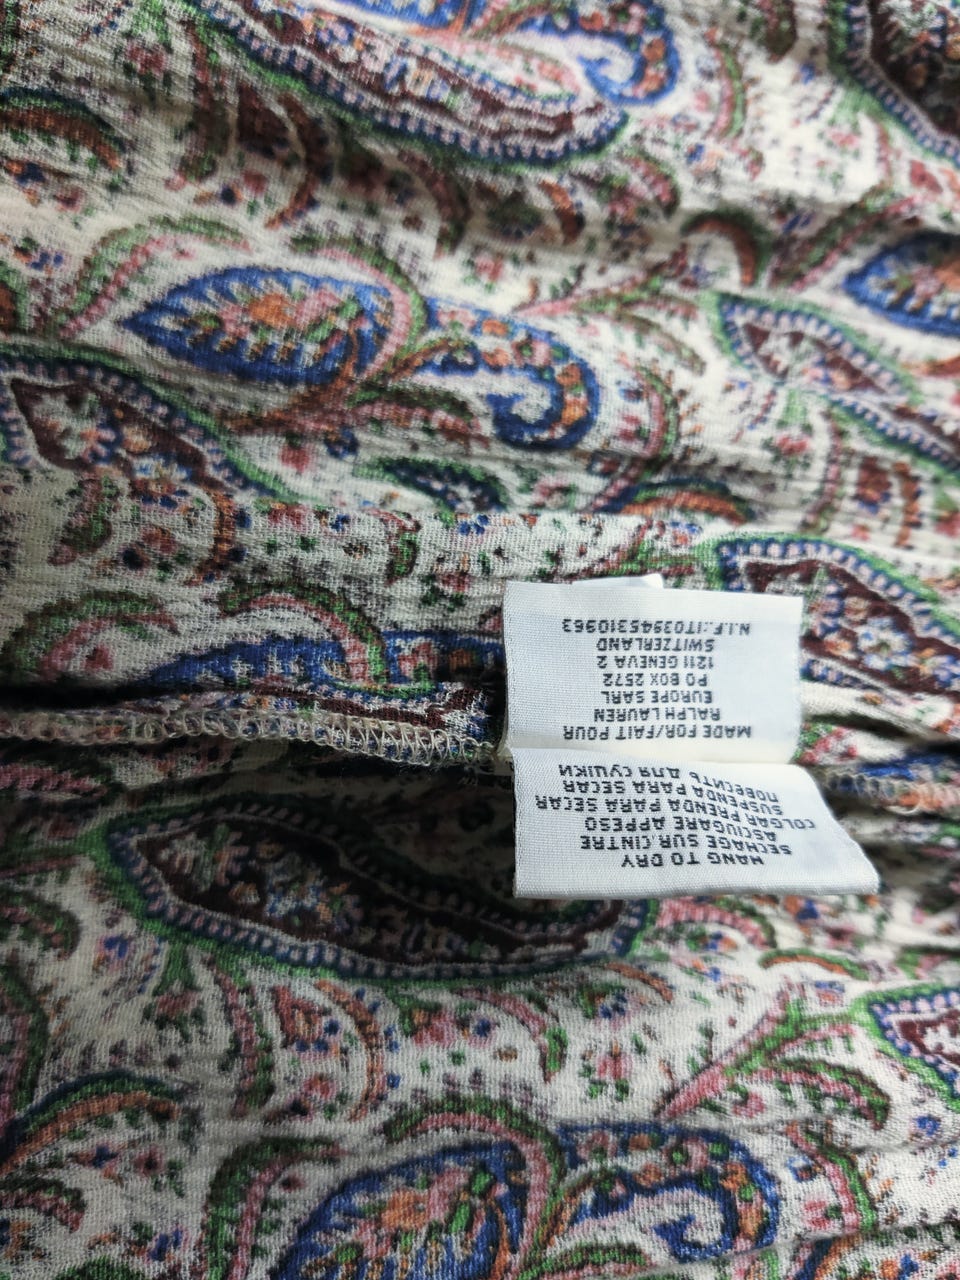 HANG TO DRY
SECHAGE SUR CINTRE
ASCIUGARE APPESO
COLGAR PRENDA PARA SECAR
SUSPENDA PARA SECAR
ПОВЕСИТЬ ДЛЯ СУШКИ
MADE FOR/FAIT POUR
RALPH LAUREN
EUROPE SARL
PO BOX 2572
1211 GENEVA 2
SWITZERLAND
N.I.F.:IT03945310963